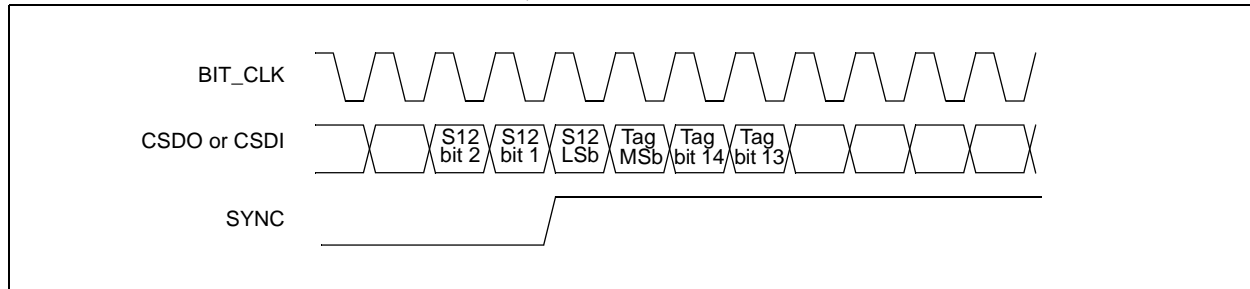 BIT_CLK
CSDO or CSDI
S12 bit 2
S12 bit 1
S12 LSb
Tag MSb
Tag bit 14
Tag bit 13
SYNC